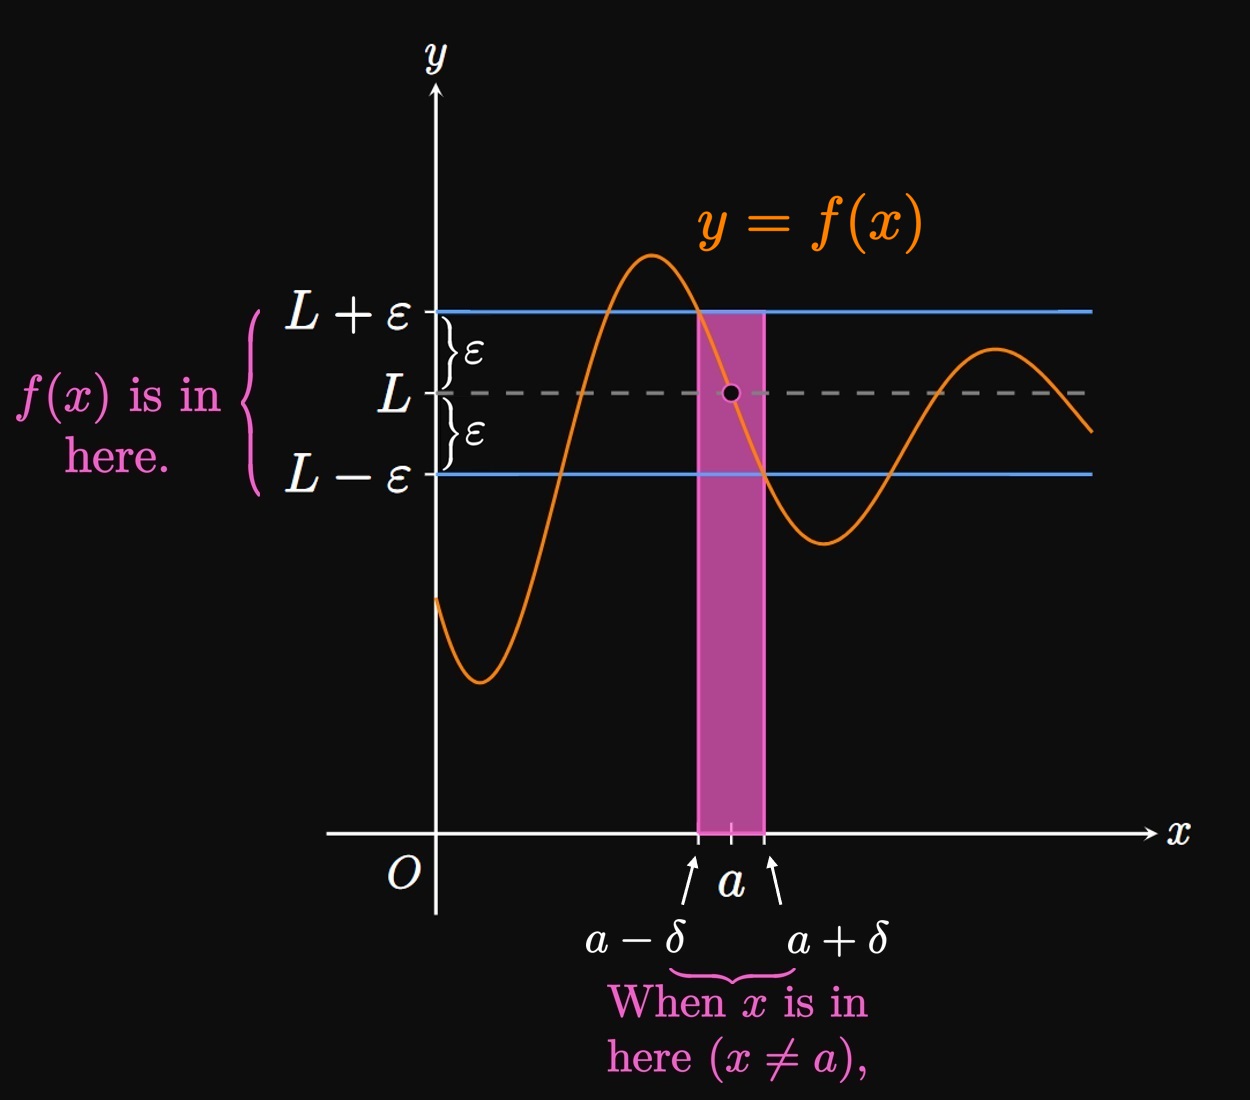 y
y = f(x)
L + ε
ε
f(x) is in
here.
L
ε
L − ε
x
O
a
a − δ
a + δ
When x is in
here (x ≠ a),